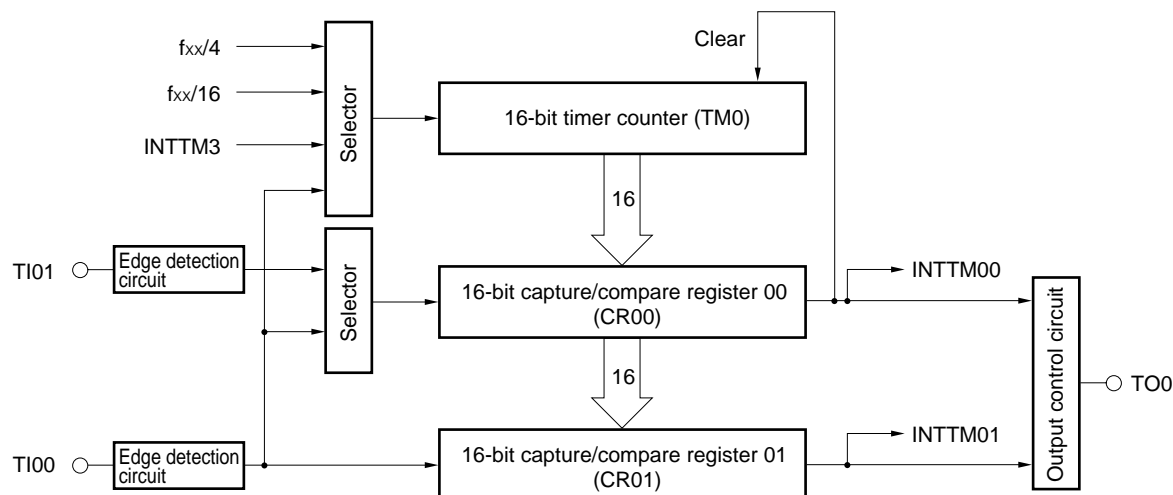 Clear
fxx/4
fxx/16
INTTM3
Selector
16-bit timer counter (TM0)
16
TI01
Edge detection
circuit
Selector
16-bit capture/compare register 00
(CR00)
INTTM00
16
Output control circuit
TO0
TI00
Edge detection
circuit
16-bit capture/compare register 01
(CR01)
INTTM01